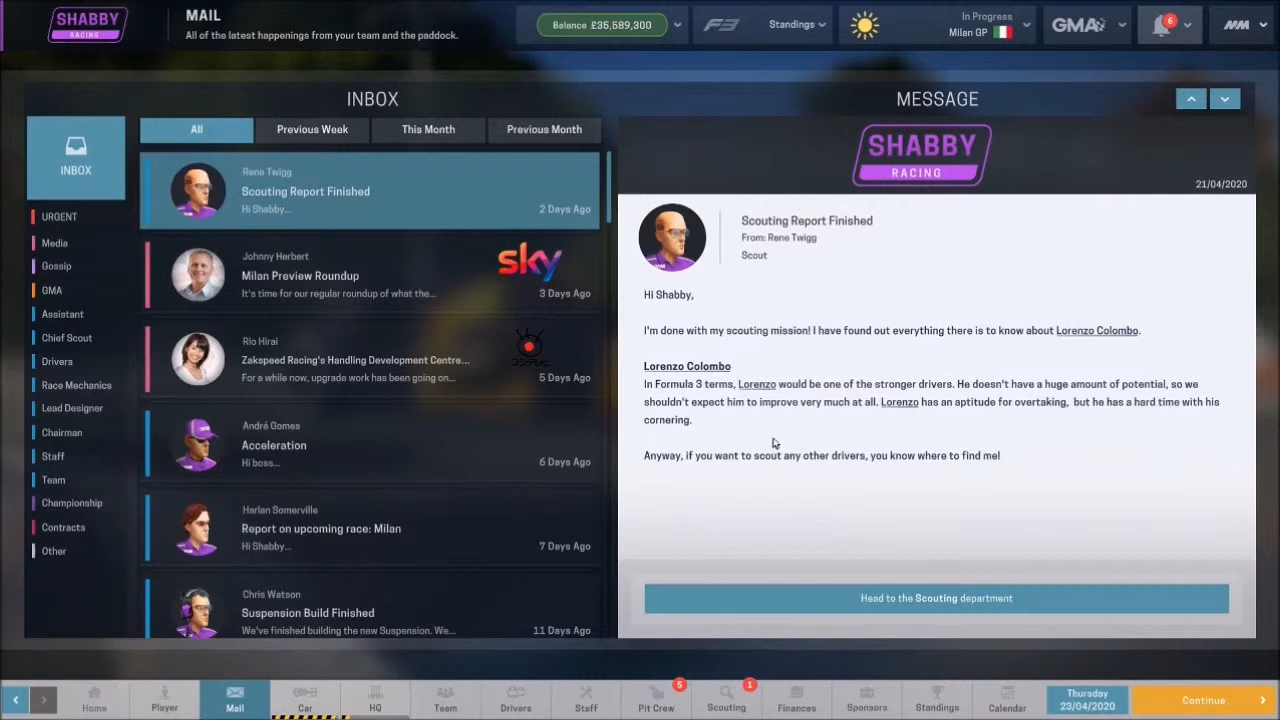 SHABBY
RACING
MAIL
All of the latest happenings from your team and the paddock.
Balance £35,589,300
F3
Standings
In Progress
Milan GP
GMA
6
INBOX
MESSAGE
INBOX
All
Previous Week
This Month
Previous Month
URGENT
Media
Gossip
GMA
Assistant
Chief Scout
Drivers
Race Mechanics
Lead Designer
Chairman
Staff
Team
Championship
Contracts
Other
Rene Twigg
Scouting Report Finished
Hi Shabby...
2 Days Ago
Johnny Herbert
Milan Preview Roundup
It's time for our regular roundup of what the...
sky
3 Days Ago
Rio Hirai
Zakspeed Racing's Handling Development Centre...
For a while now, upgrade work has been going on...
5 Days Ago
André Gomes
Acceleration
Hi boss...
6 Days Ago
Harlan Somerville
Report on upcoming race: Milan
Hi Shabby...
7 Days Ago
Chris Watson
Suspension Build Finished
We've finished building the new Suspension. We...
11 Days Ago
SHABBY
RACING
21/04/2020
Scouting Report Finished
From: Rene Twigg
Scout
Hi Shabby,
I'm done with my scouting mission! I have found out everything there is to know about Lorenzo Colombo.
Lorenzo Colombo
In Formula 3 terms, Lorenzo would be one of the stronger drivers. He doesn't have a huge amount of potential, so we
shouldn't expect him to improve very much at all. Lorenzo has an aptitude for overtaking, but he has a hard time with his
cornering.
Anyway, if you want to scout any other drivers, you know where to find me!
Head to the Scouting department
Home
Player
Mail
Car
HQ
Team
Drivers
Staff
5
Pit Crew
1
Scouting
Finances
Sponsors
Standings
Calendar
Thursday
23/04/2020
Continue